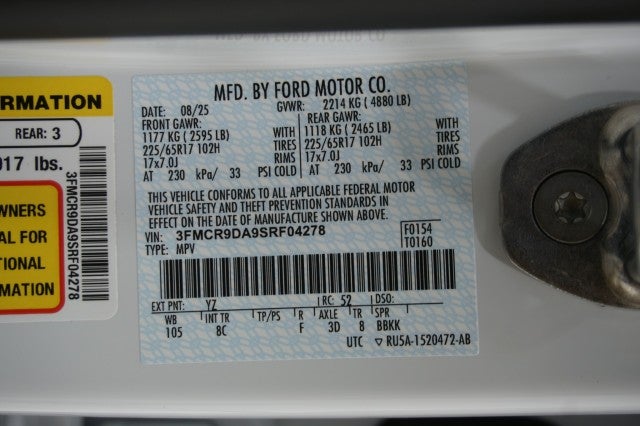 ORMATION
REAR: 3
017 lbs.
WNERS
AL FOR
TIONAL
RMATION
3FMCR9DA9SRF04278
MFD. BY FORD MOTOR CO.
DATE: 08/25 GVWR: 2214 KG ( 4880 LB)
FRONT GAWR: REAR GAWR:
1177 KG ( 2595 LB) WITH 1118 KG ( 2465 LB) WITH
225/65R17 102H TIRES 225/65R17 102H TIRES
17x7.0J RIMS 17x7.0J RIMS
AT 230 kPa/ 33 PSI COLD AT 230 kPa/ 33 PSI COLD
THIS VEHICLE CONFORMS TO ALL APPLICABLE FEDERAL MOTOR
VEHICLE SAFETY AND THEFT PREVENTION STANDARDS IN
EFFECT ON THE DATE OF MANUFACTURE SHOWN ABOVE.
VIN: 3FMCR9DA9SRF04278 F0154
TYPE: MPV T0160
EXT PNT: YZ RC: 52 DSO:
WB INT TR TP/PS R AXLE TR SPR
105 8C F 3D 8 BBKK
UTC ▽ RU5A-1520472-AB